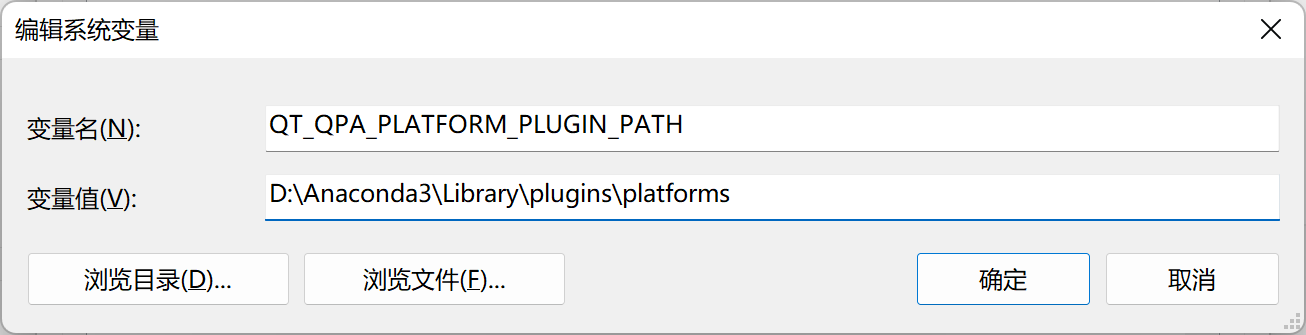 编辑系统变量
变量名(N):
QT_QPA_PLATFORM_PLUGIN_PATH
变量值(V):
D:\Anaconda3\Library\plugins\platforms
浏览目录(D)...
浏览文件(F)...
确定
取消